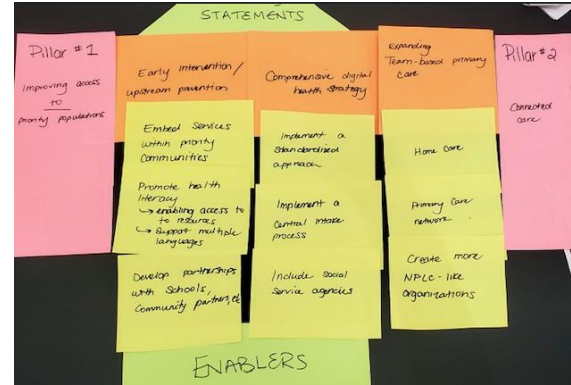 STATEMENTS
Pillar #1
Improving access
to
priority populations
Early intervention/
upstream prevention
Comprehensive digital
health strategy
Expanding
Team-based primary
care
Pillar #2
Connected
care
Embed Services
within priority
Communities
Promote health
literacy
→ enabling access to
to resources
→ Support multiple
languages
Develop partnerships
with Schools,
Community partners, etc
Implement a
Standardized
approach
Implement a
Central intake
process
Include Social
Service agencies
Home Care
Primary Care
network
Create more
NPLC-like
organizations
ENABLERS